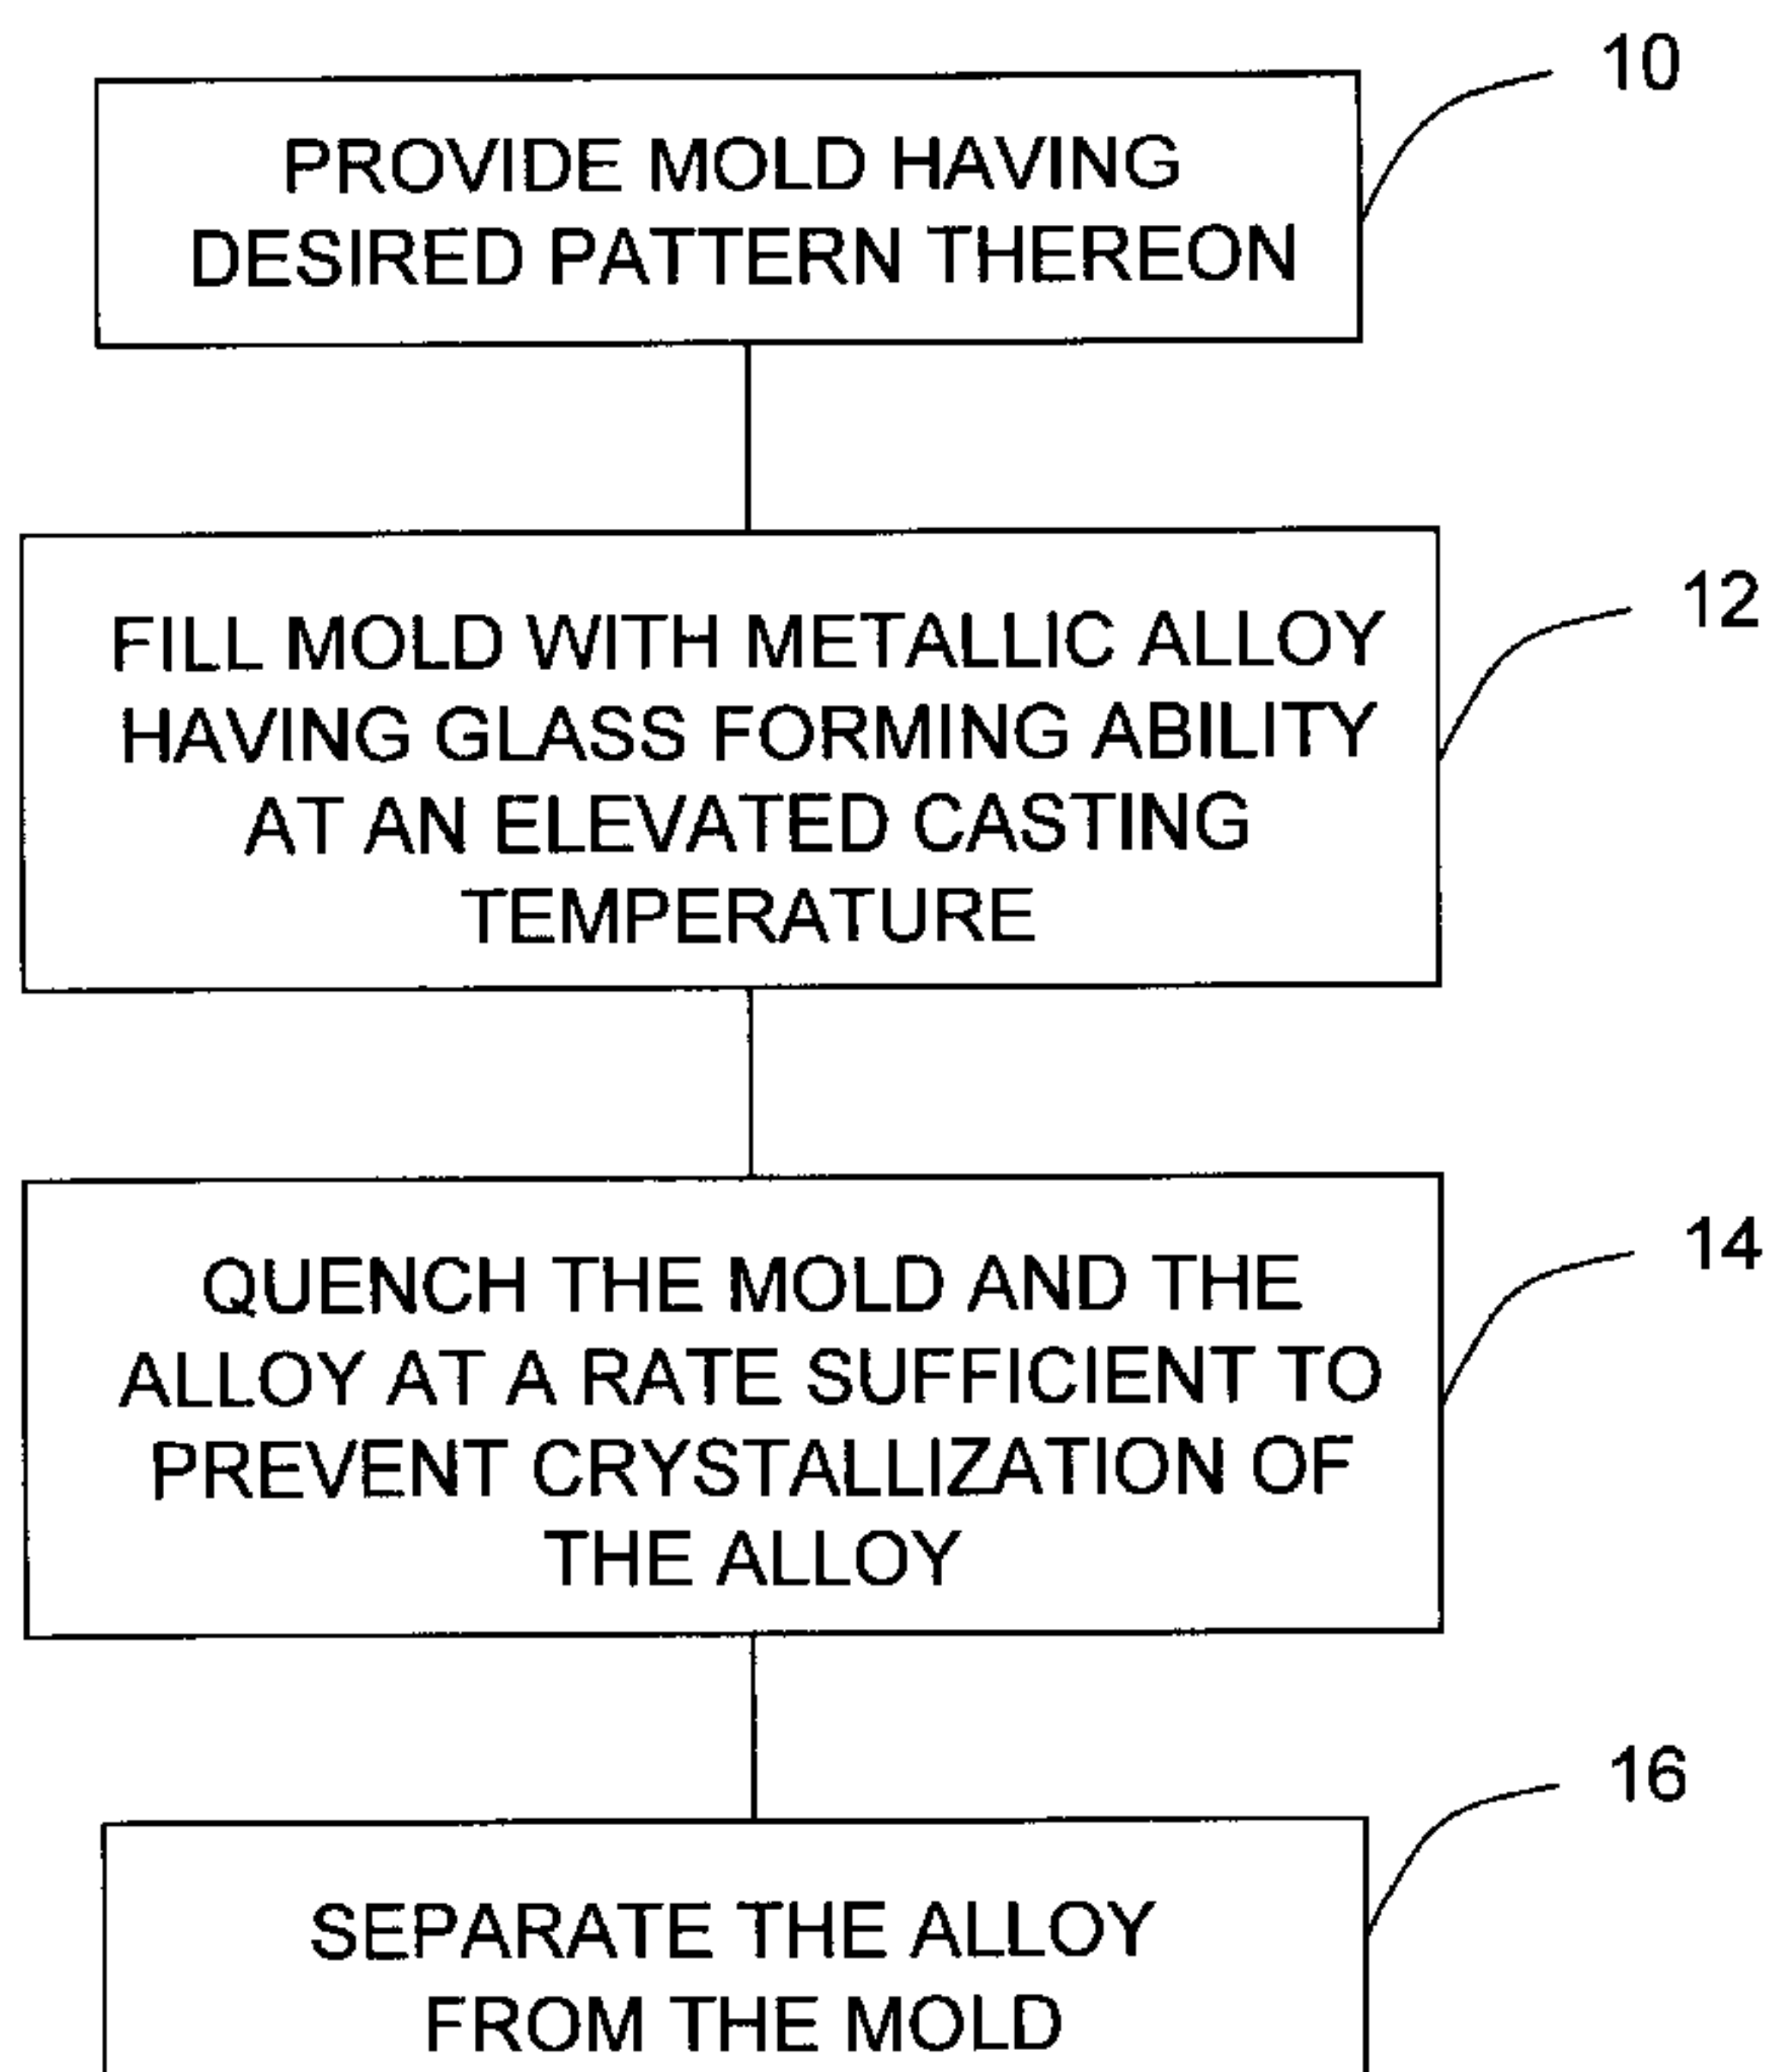 10
PROVIDE MOLD HAVING
DESIRED PATTERN THEREON
12
FILL MOLD WITH METALLIC ALLOY
HAVING GLASS FORMING ABILITY
AT AN ELEVATED CASTING
TEMPERATURE
14
QUENCH THE MOLD AND THE
ALLOY AT A RATE SUFFICIENT TO
PREVENT CRYSTALLIZATION OF
THE ALLOY
16
SEPARATE THE ALLOY
FROM THE MOLD